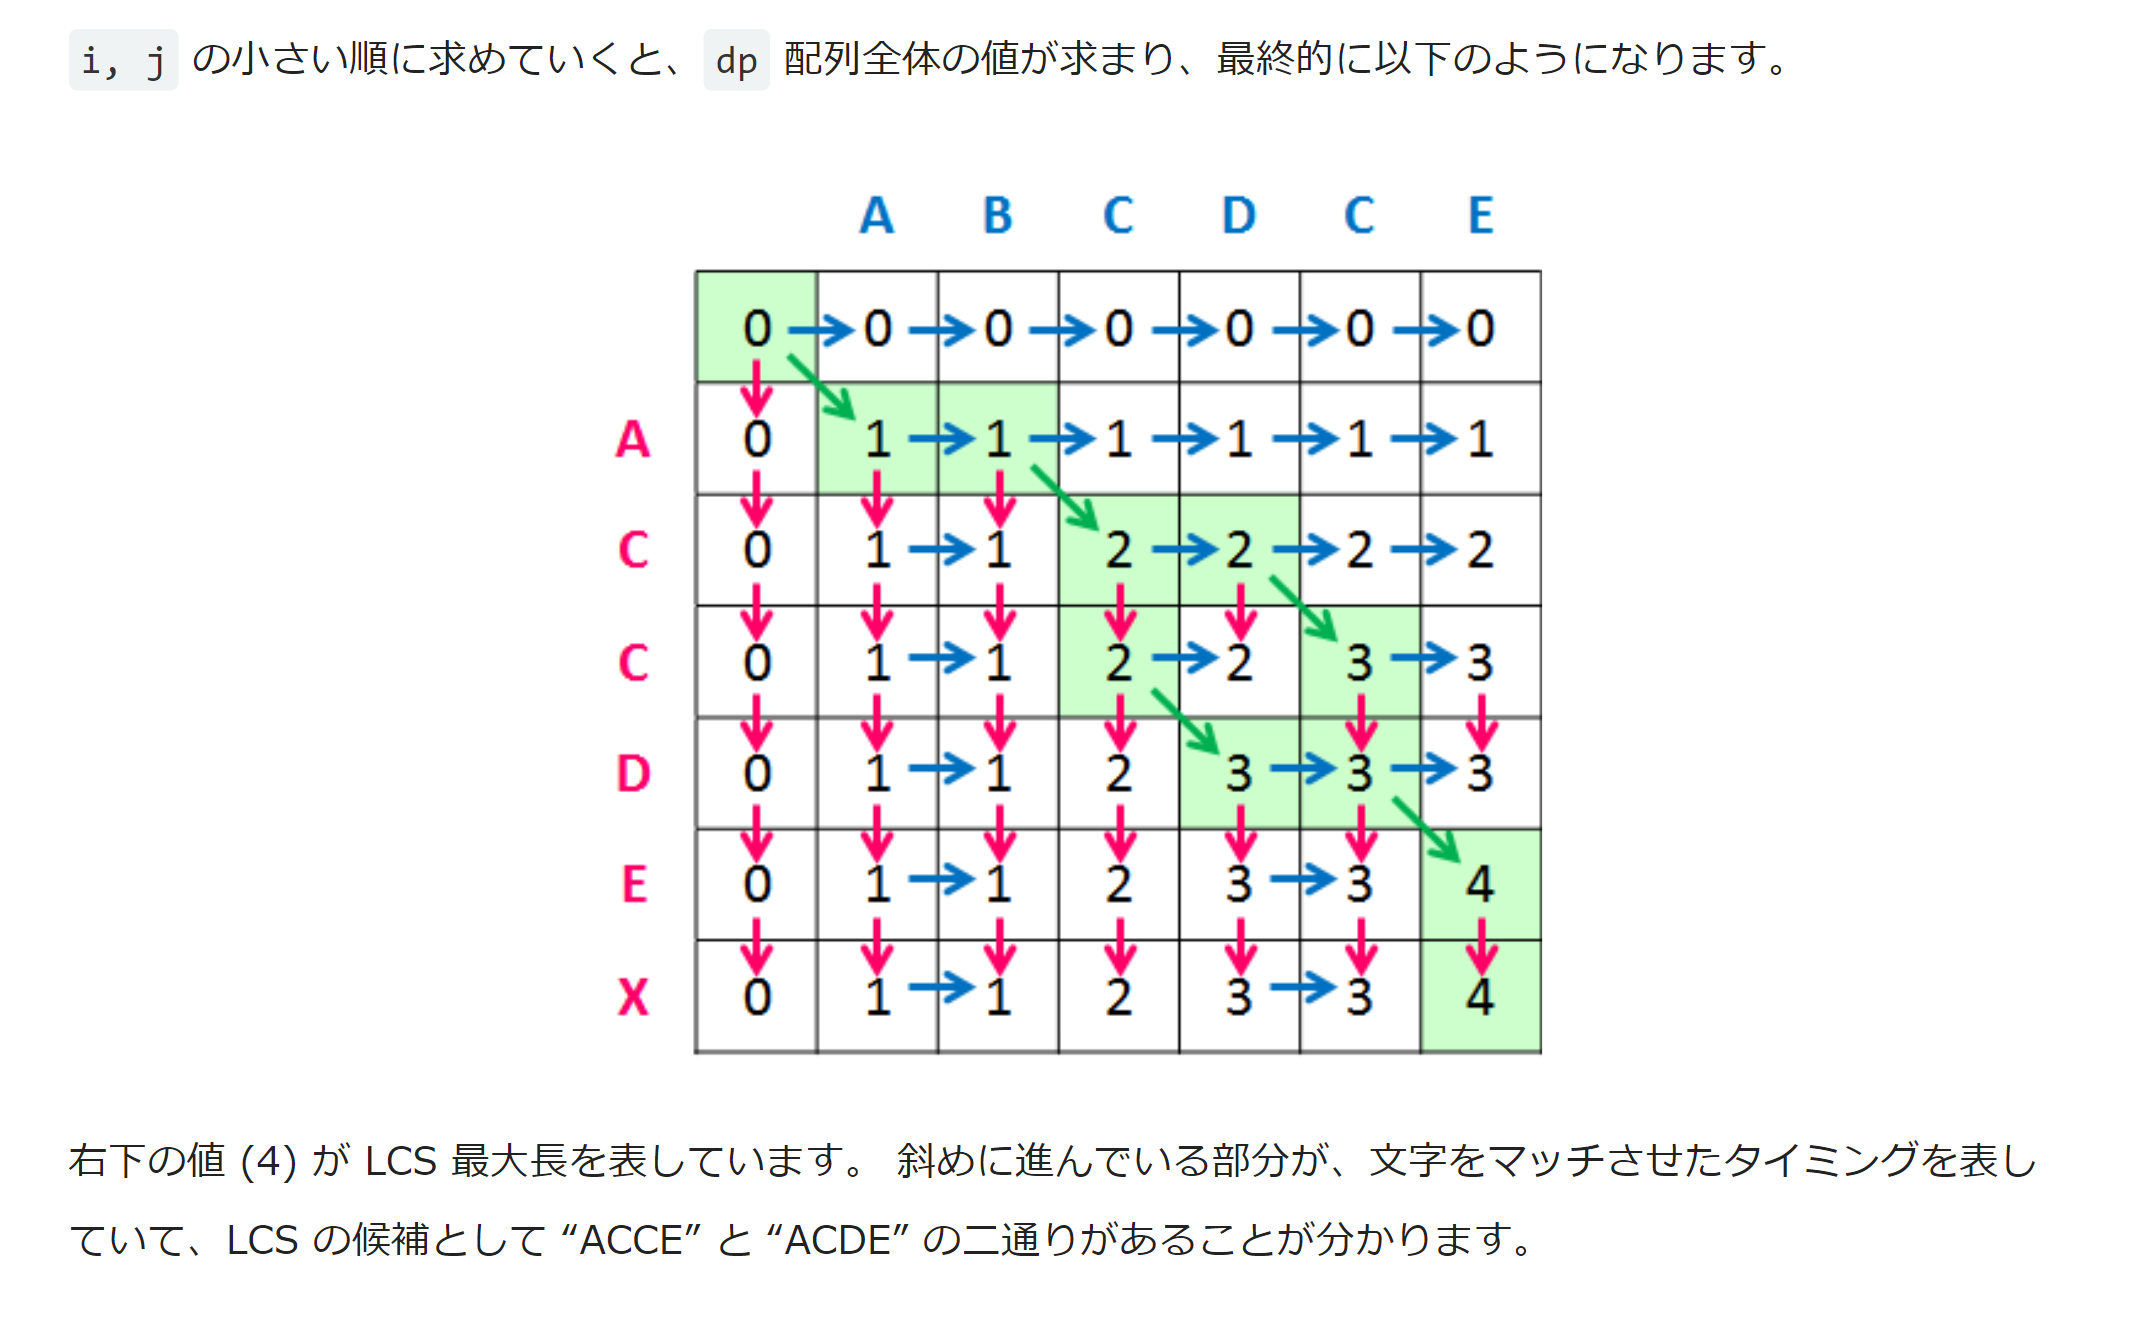 i, j の小さい順に求めていくと、 dp 配列全体の値が求まり、最終的に以下のようになります。
A B C D C E
0 0 0 0 0 0 0
A 0 1 1 1 1 1 1
C 0 1 1 2 2 2 2
C 0 1 1 2 2 3 3
D 0 1 1 2 3 3 3
E 0 1 1 2 3 3 4
X 0 1 1 2 3 3 4
右下の値 (4) が LCS 最大長を表しています。 斜めに進んでいる部分が、文字をマッチさせたタイミングを表し
ていて、LCS の候補として “ACCE” と “ACDE” の二通りがあることが分かります。